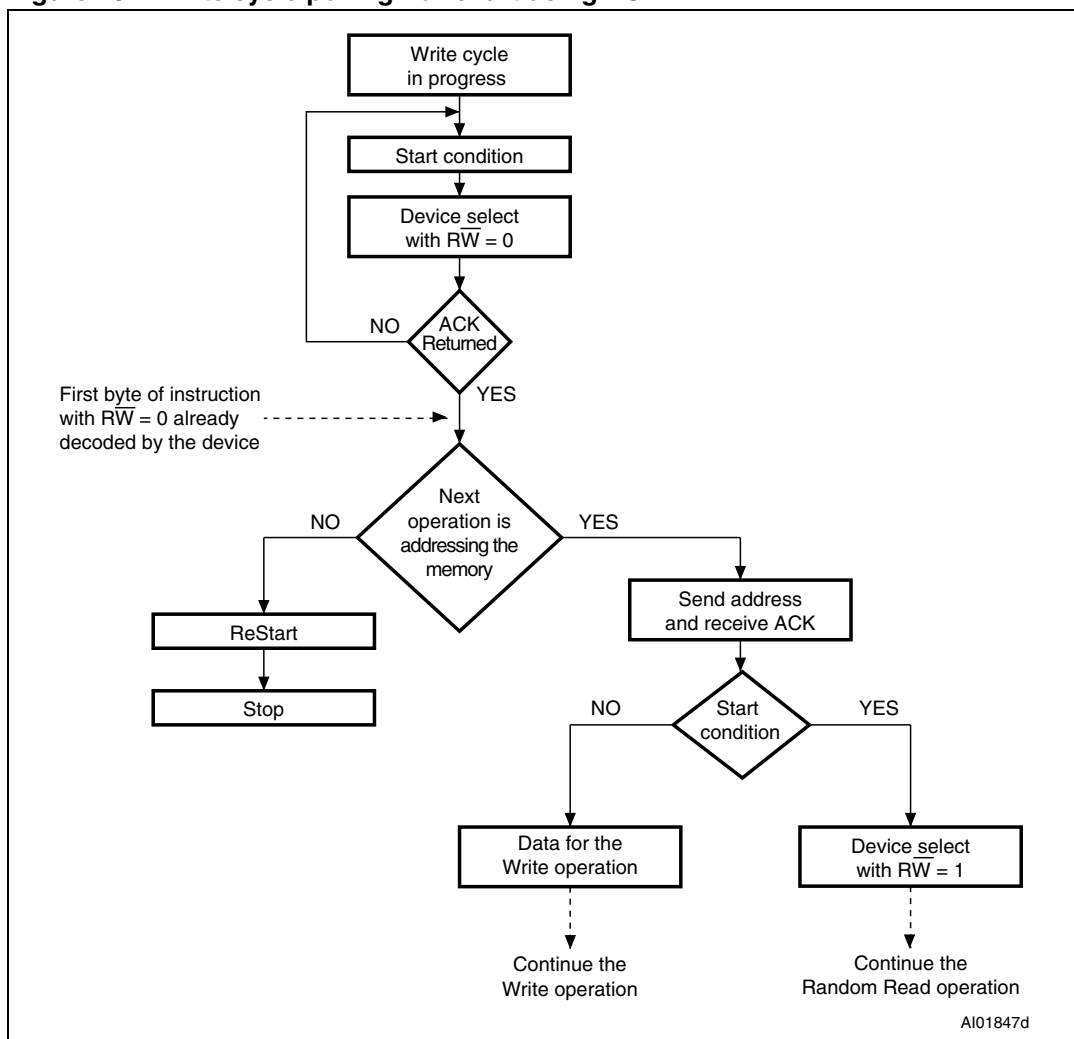 Write cycle
in progress
Start condition
Device select
with RW̅ = 0
ACK
Returned
NO
YES
First byte of instruction
with RW̅ = 0 already
decoded by the device
Next
operation is
addressing the
memory
NO
YES
ReStart
Stop
Send address
and receive ACK
Start
condition
NO
YES
Data for the
Write operation
Device select
with RW̅ = 1
Continue the
Write operation
Continue the
Random Read operation
AI01847d